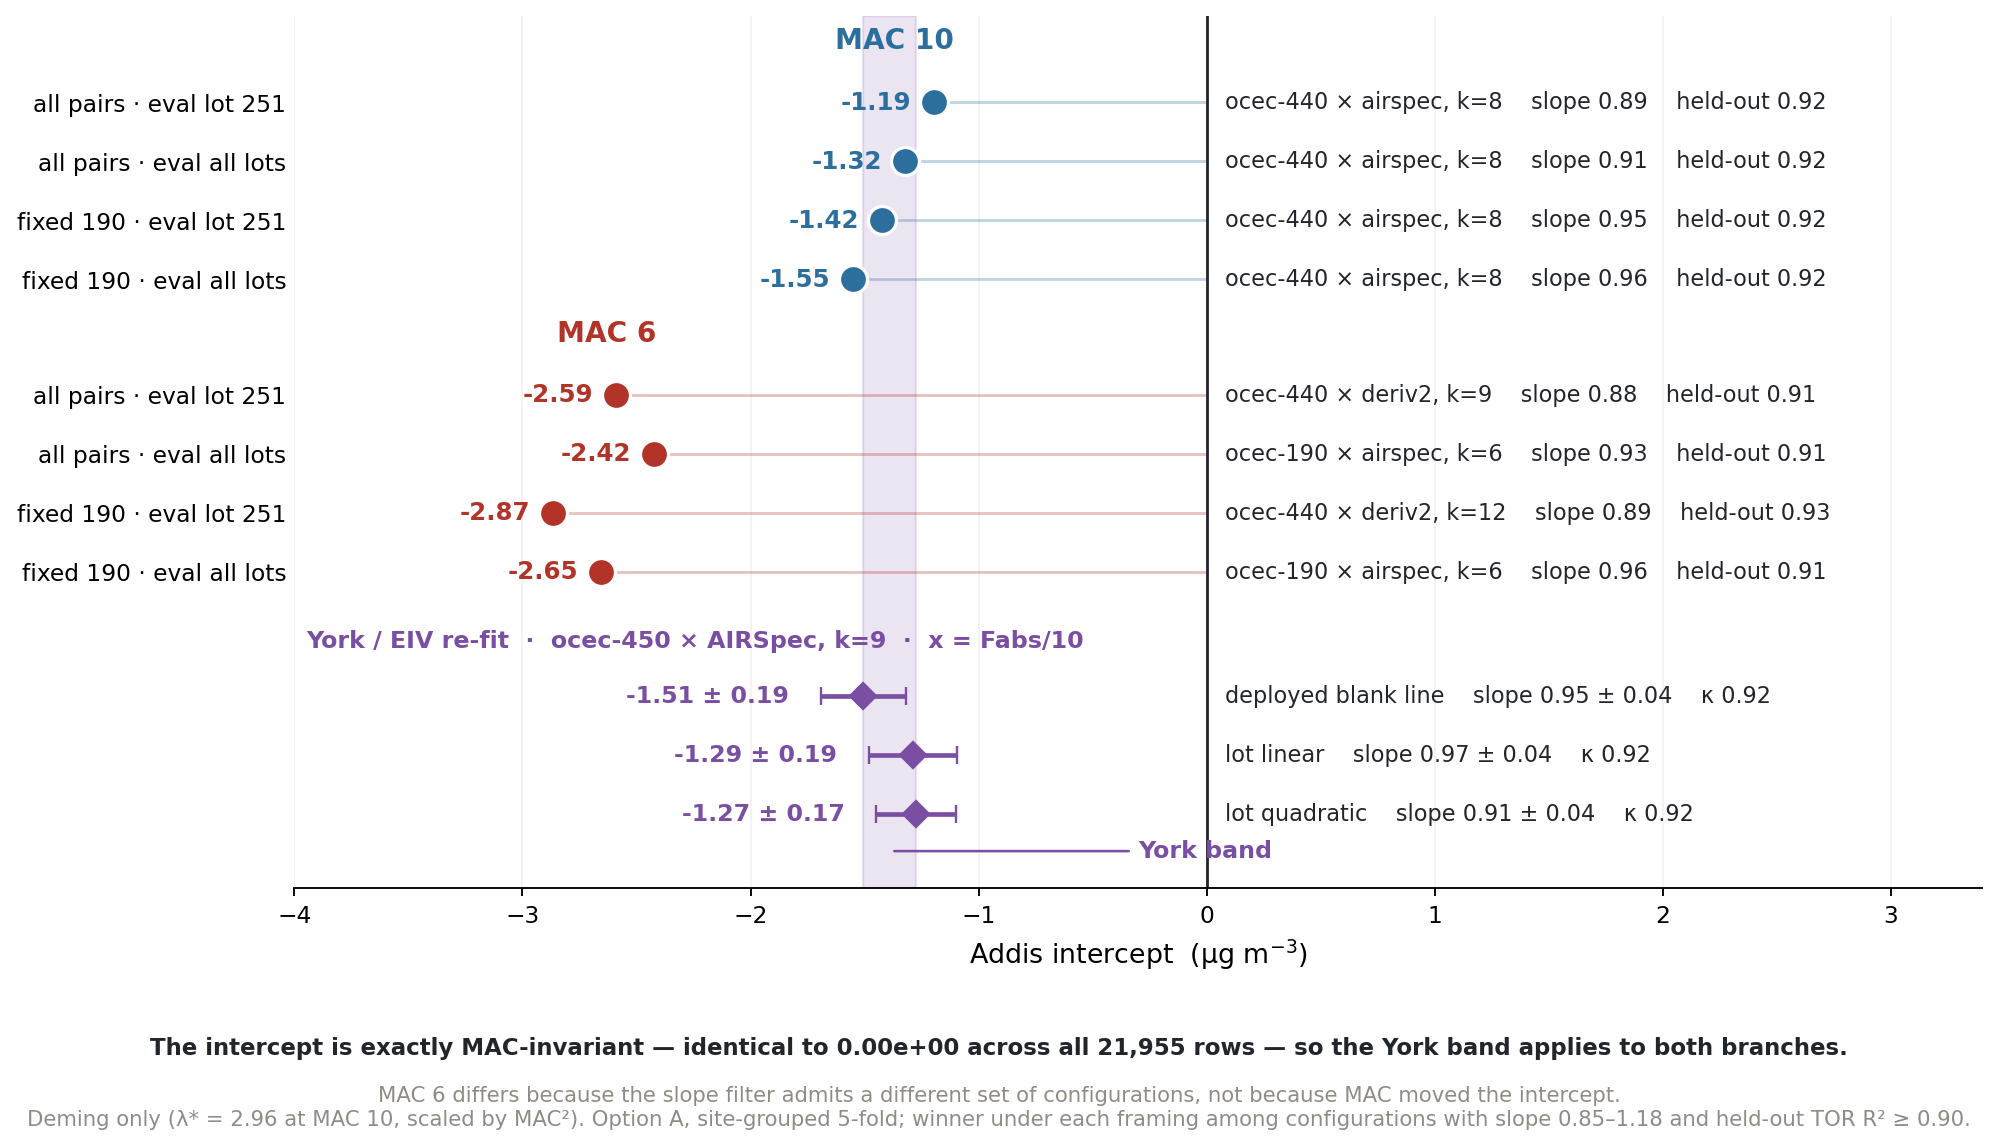 MAC 10
all pairs · eval lot 251 -1.19 ocec-440 × airspec, k=8 slope 0.89 held-out 0.92
all pairs · eval all lots -1.32 ocec-440 × airspec, k=8 slope 0.91 held-out 0.92
fixed 190 · eval lot 251 -1.42 ocec-440 × airspec, k=8 slope 0.95 held-out 0.92
fixed 190 · eval all lots -1.55 ocec-440 × airspec, k=8 slope 0.96 held-out 0.92
MAC 6
all pairs · eval lot 251 -2.59 ocec-440 × deriv2, k=9 slope 0.88 held-out 0.91
all pairs · eval all lots -2.42 ocec-190 × airspec, k=6 slope 0.93 held-out 0.91
fixed 190 · eval lot 251 -2.87 ocec-440 × deriv2, k=12 slope 0.89 held-out 0.93
fixed 190 · eval all lots -2.65 ocec-190 × airspec, k=6 slope 0.96 held-out 0.91
York / EIV re-fit · ocec-450 × AIRSpec, k=9 · x = Fabs/10
-1.51 ± 0.19 deployed blank line slope 0.95 ± 0.04 κ 0.92
-1.29 ± 0.19 lot linear slope 0.97 ± 0.04 κ 0.92
-1.27 ± 0.17 lot quadratic slope 0.91 ± 0.04 κ 0.92
York band
−4 −3 −2 −1 0 1 2 3
Addis intercept (µg m⁻³)
The intercept is exactly MAC-invariant — identical to 0.00e+00 across all 21,955 rows — so the York band applies to both branches.
MAC 6 differs because the slope filter admits a different set of configurations, not because MAC moved the intercept.
Deming only (λ* = 2.96 at MAC 10, scaled by MAC²). Option A, site-grouped 5-fold; winner under each framing among configurations with slope 0.85–1.18 and held-out TOR R² ≥ 0.90.